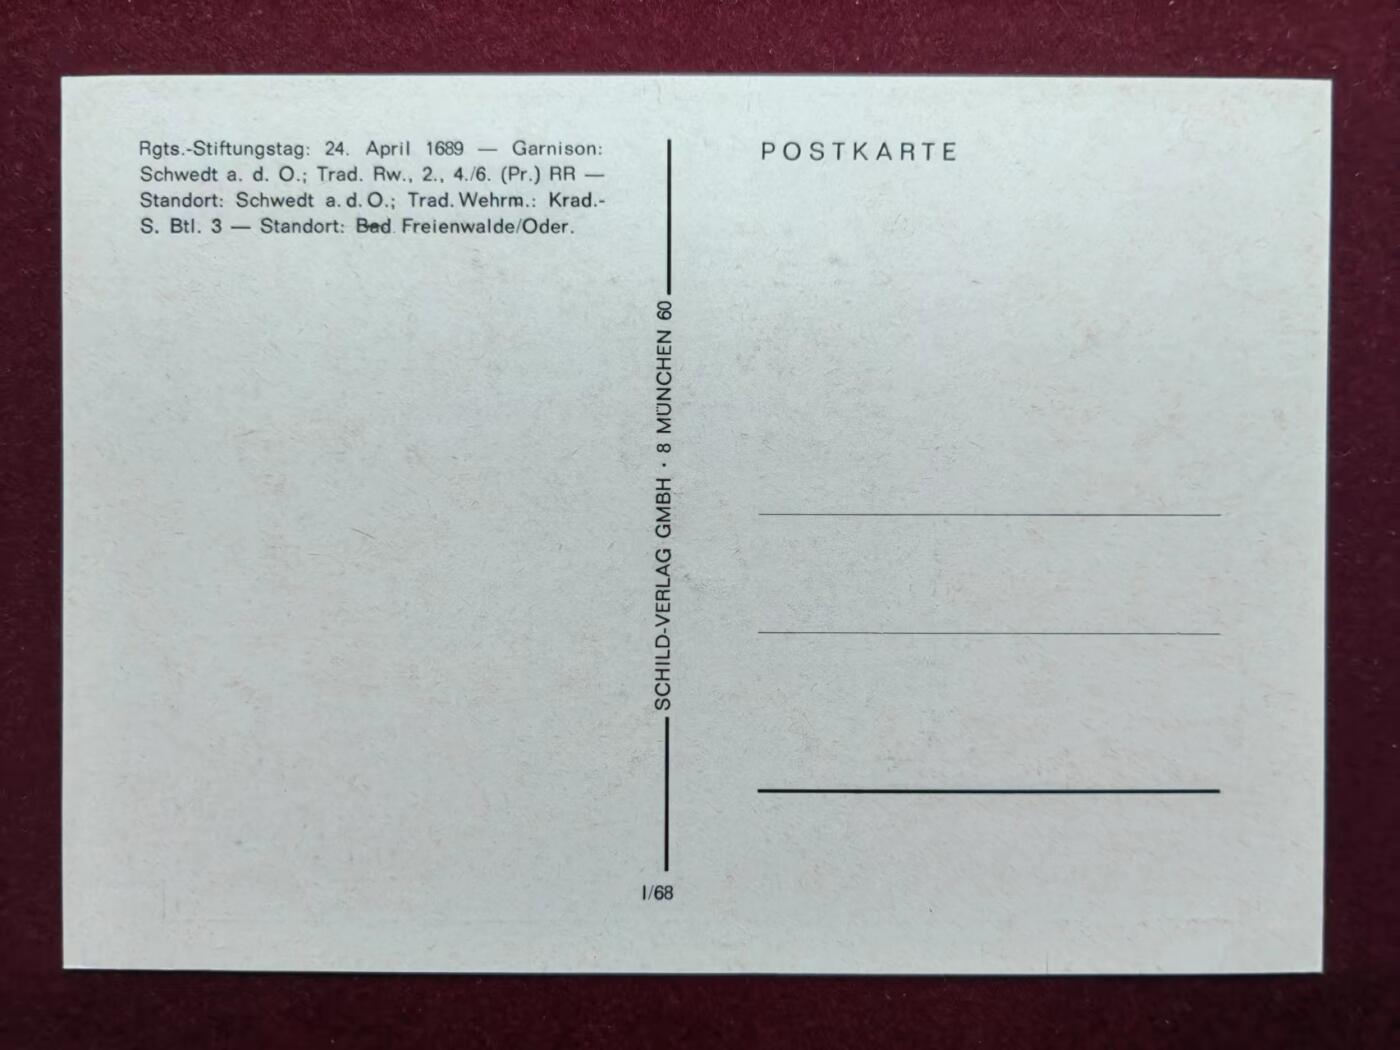 Rgts.-Stiftungstag: 24. April 1689 — Garnison:
Schwedt a. d. O.; Trad. Rw., 2., 4./6. (Pr.) RR —
Standort: Schwedt a. d. O.; Trad. Wehrm.: Krad.-
S. Btl. 3 — Standort: Bad Freienwalde/Oder.
SCHILD-VERLAG GMBH · 8 MÜNCHEN 60
I/68
POSTKARTE